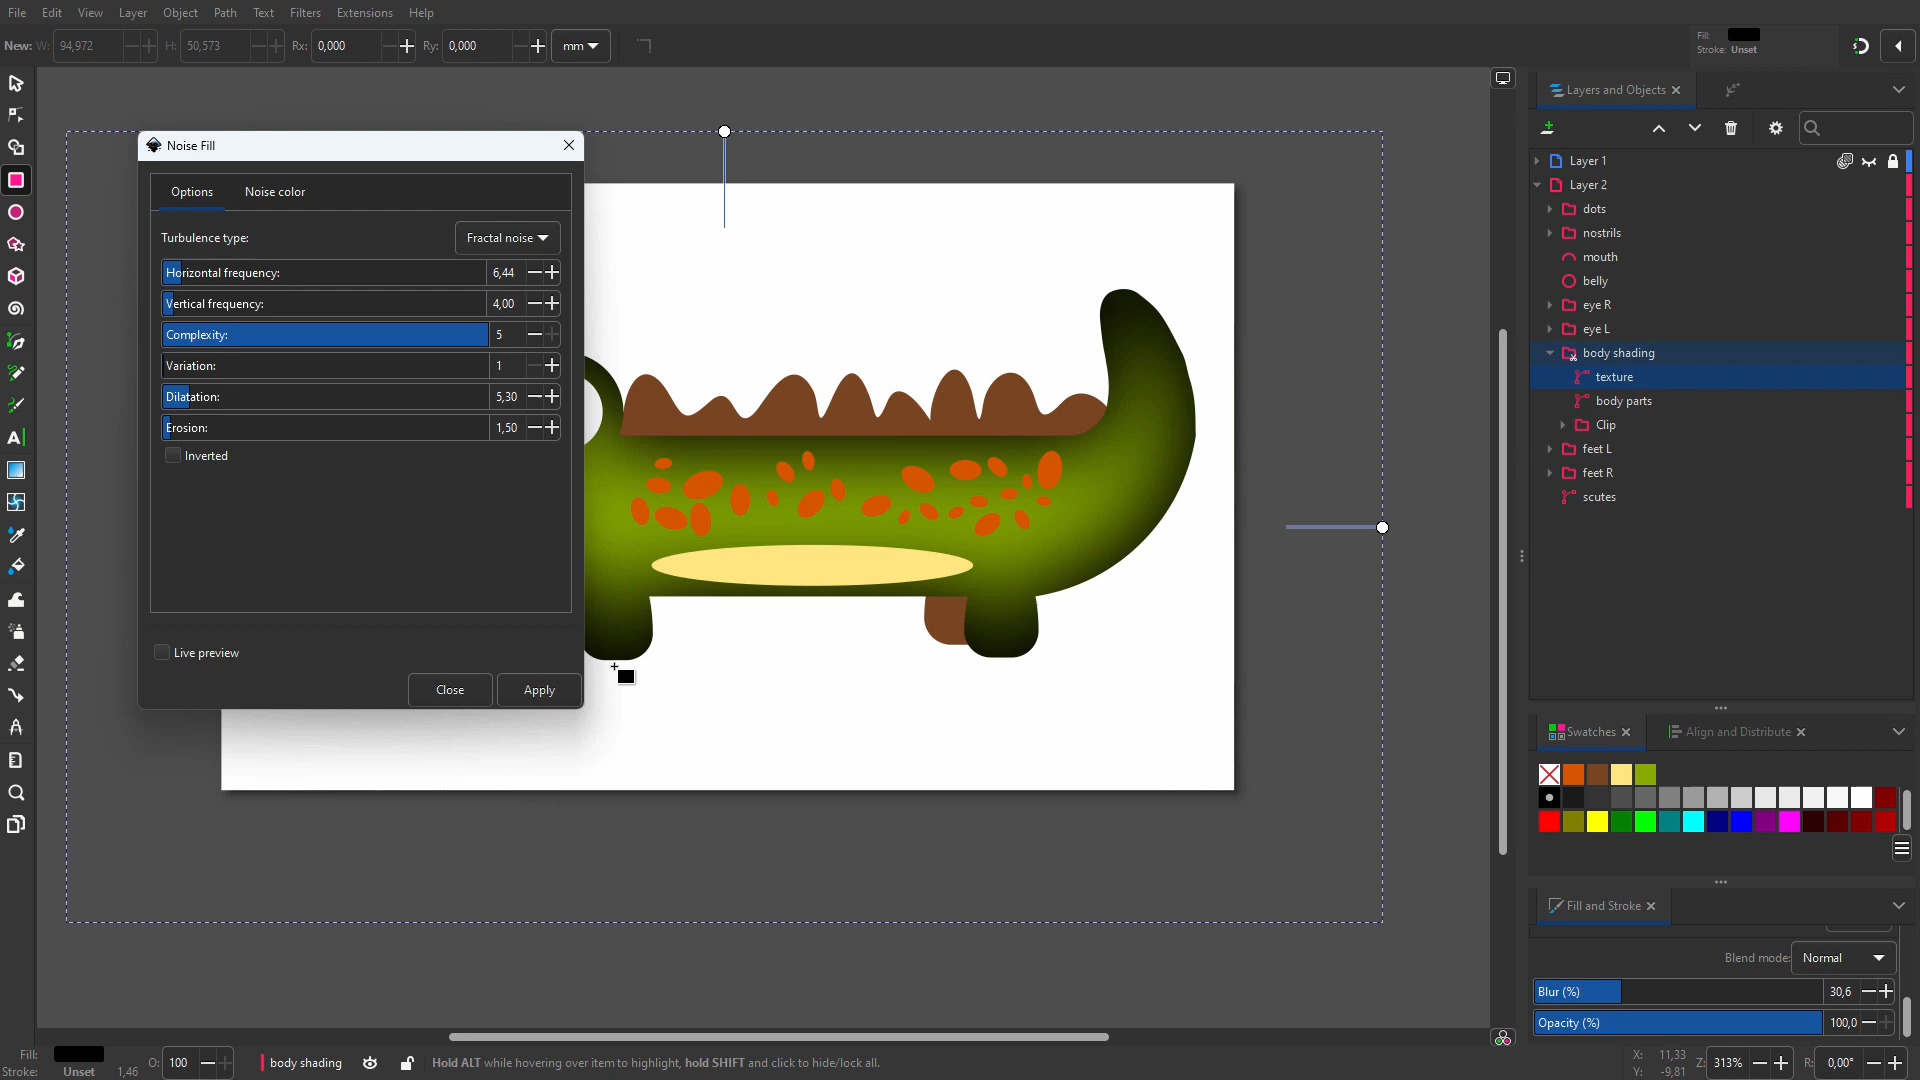 File Edit View Layer Object Path Text Filters Extensions Help
New: W: 94,972 H: 50,573 Rx: 0,000 Ry: 0,000 mm
Fill:
Stroke: Unset
Layers and Objects
Noise Fill
Options Noise color
Turbulence type: Fractal noise
Horizontal frequency: 6,44
Vertical frequency: 4,00
Complexity: 5
Variation: 1
Dilatation: 5,30
Erosion: 1,50
Inverted
Live preview
Close Apply
Layer 1
Layer 2
dots
nostrils
mouth
belly
eye R
eye L
body shading
texture
body parts
Clip
feet L
feet R
scutes
Swatches Align and Distribute
Fill and Stroke
Blend mode: Normal
Blur (%) 30,6
Opacity (%) 100,0
Fill:
Stroke: Unset 1,46 O: 100 body shading Hold ALT while hovering over item to highlight, hold SHIFT and click to hide/lock all.
X: 11,33
Y: -9,81
Z: 313% R: 0,00°